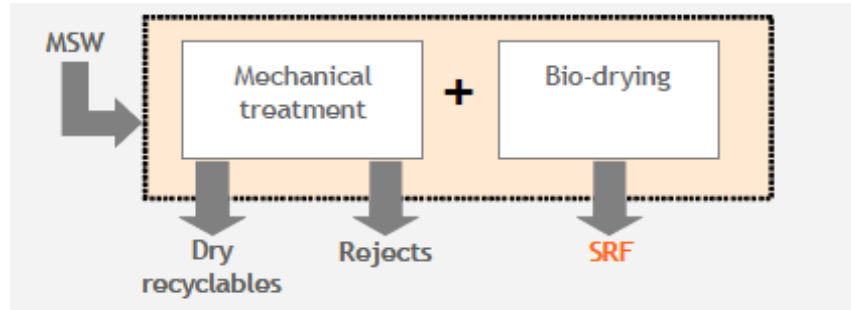 MSW
Mechanical
treatment
+
Bio-drying
Dry
recyclables
Rejects
SRF